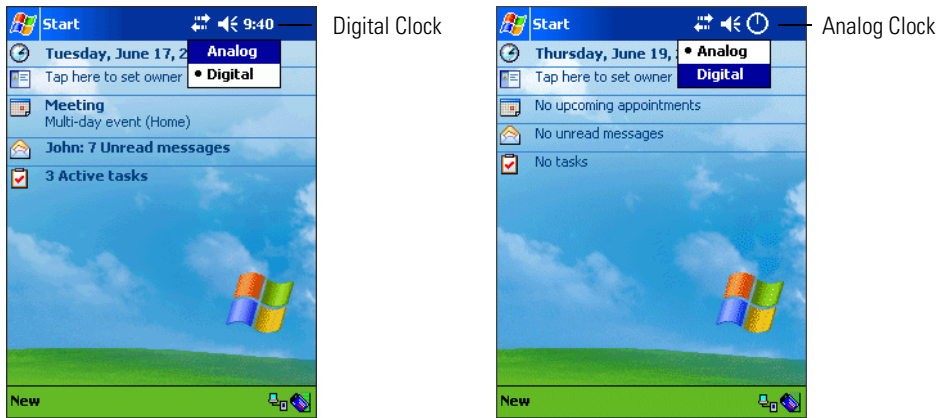 Start 9:40
Digital Clock
Tuesday, June 17, 2
Analog
Tap here to set owner
• Digital
Meeting
Multi-day event (Home)
John: 7 Unread messages
3 Active tasks
New
Start
Analog Clock
Thursday, June 19,
• Analog
Tap here to set owner
Digital
No upcoming appointments
No unread messages
No tasks
New